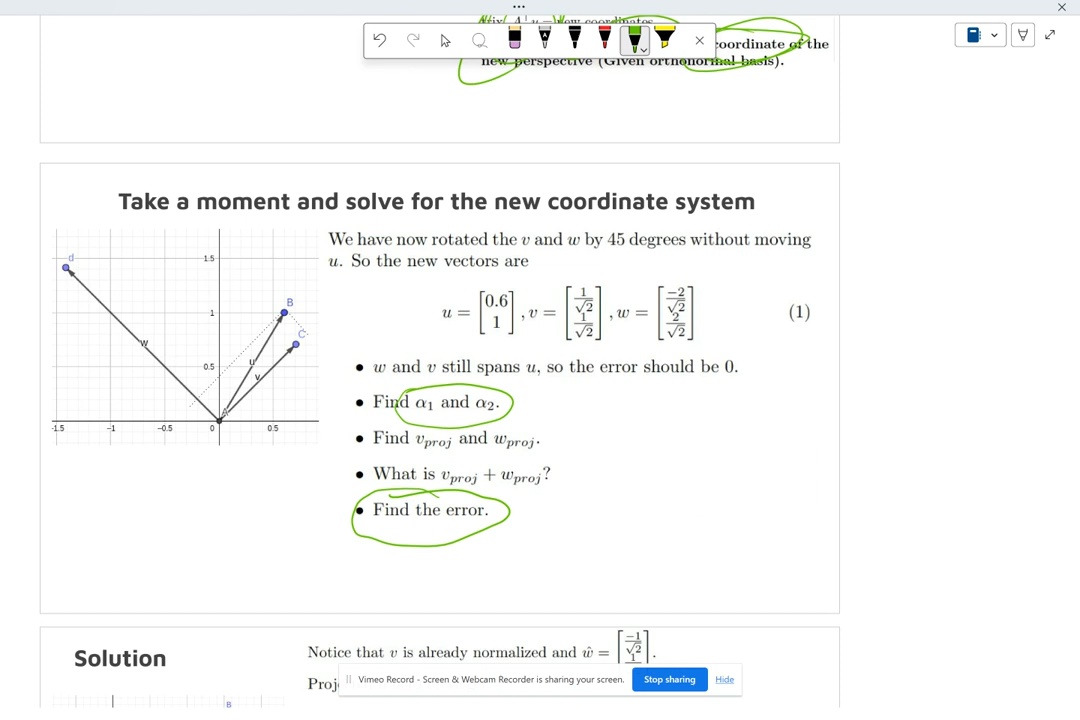 new coordinates
coordinate of the
new perspective (Given orthonormal basis).
Take a moment and solve for the new coordinate system
We have now rotated the v and w by 45 degrees without moving
u. So the new vectors are
u = [0.6 1], v = [1/√2 1/√2], w = [−2/√2 2/√2] (1)
• w and v still spans u, so the error should be 0.
• Find α₁ and α₂.
• Find vproj and wproj.
• What is vproj + wproj?
• Find the error.
d
1.5
B
1
C
w
u
0.5
v
A
-1.5 -1 -0.5 0 0.5
Solution
Notice that v is already normalized and ŵ = [−1/√2 1
Proj
Vimeo Record - Screen & Webcam Recorder is sharing your screen. Stop sharing Hide
B